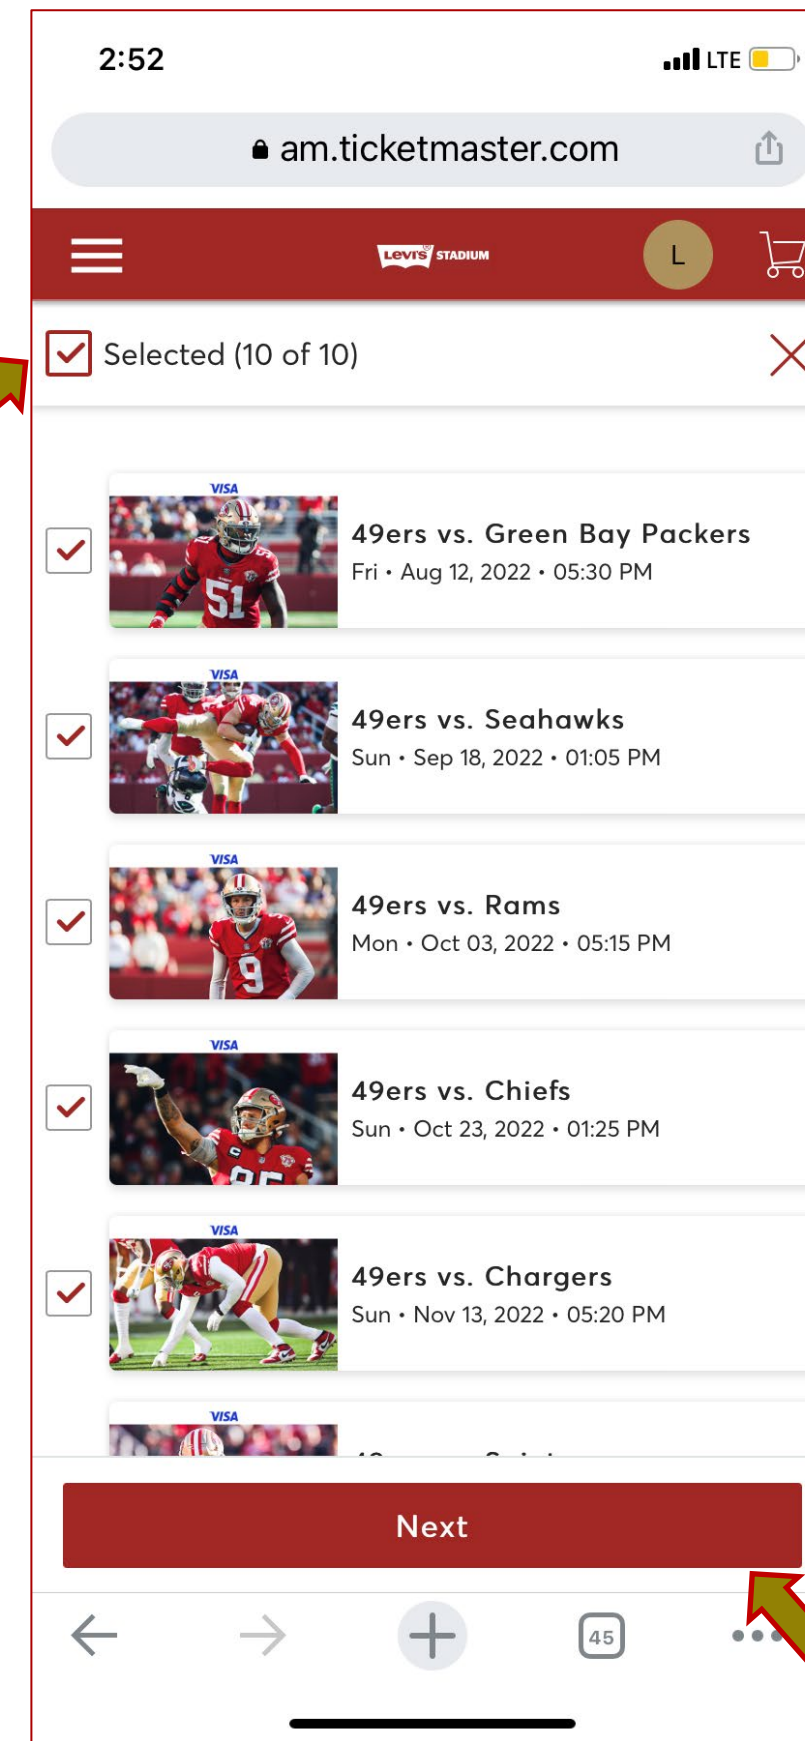 2:52
LTE
am.ticketmaster.com
LEVI'S STADIUM
L
Selected (10 of 10)
VISA
51
49ers vs. Green Bay Packers
Fri • Aug 12, 2022 • 05:30 PM
VISA
49ers vs. Seahawks
Sun • Sep 18, 2022 • 01:05 PM
VISA
9
49ers vs. Rams
Mon • Oct 03, 2022 • 05:15 PM
VISA
85
49ers vs. Chiefs
Sun • Oct 23, 2022 • 01:25 PM
VISA
49ers vs. Chargers
Sun • Nov 13, 2022 • 05:20 PM
VISA
Next
45